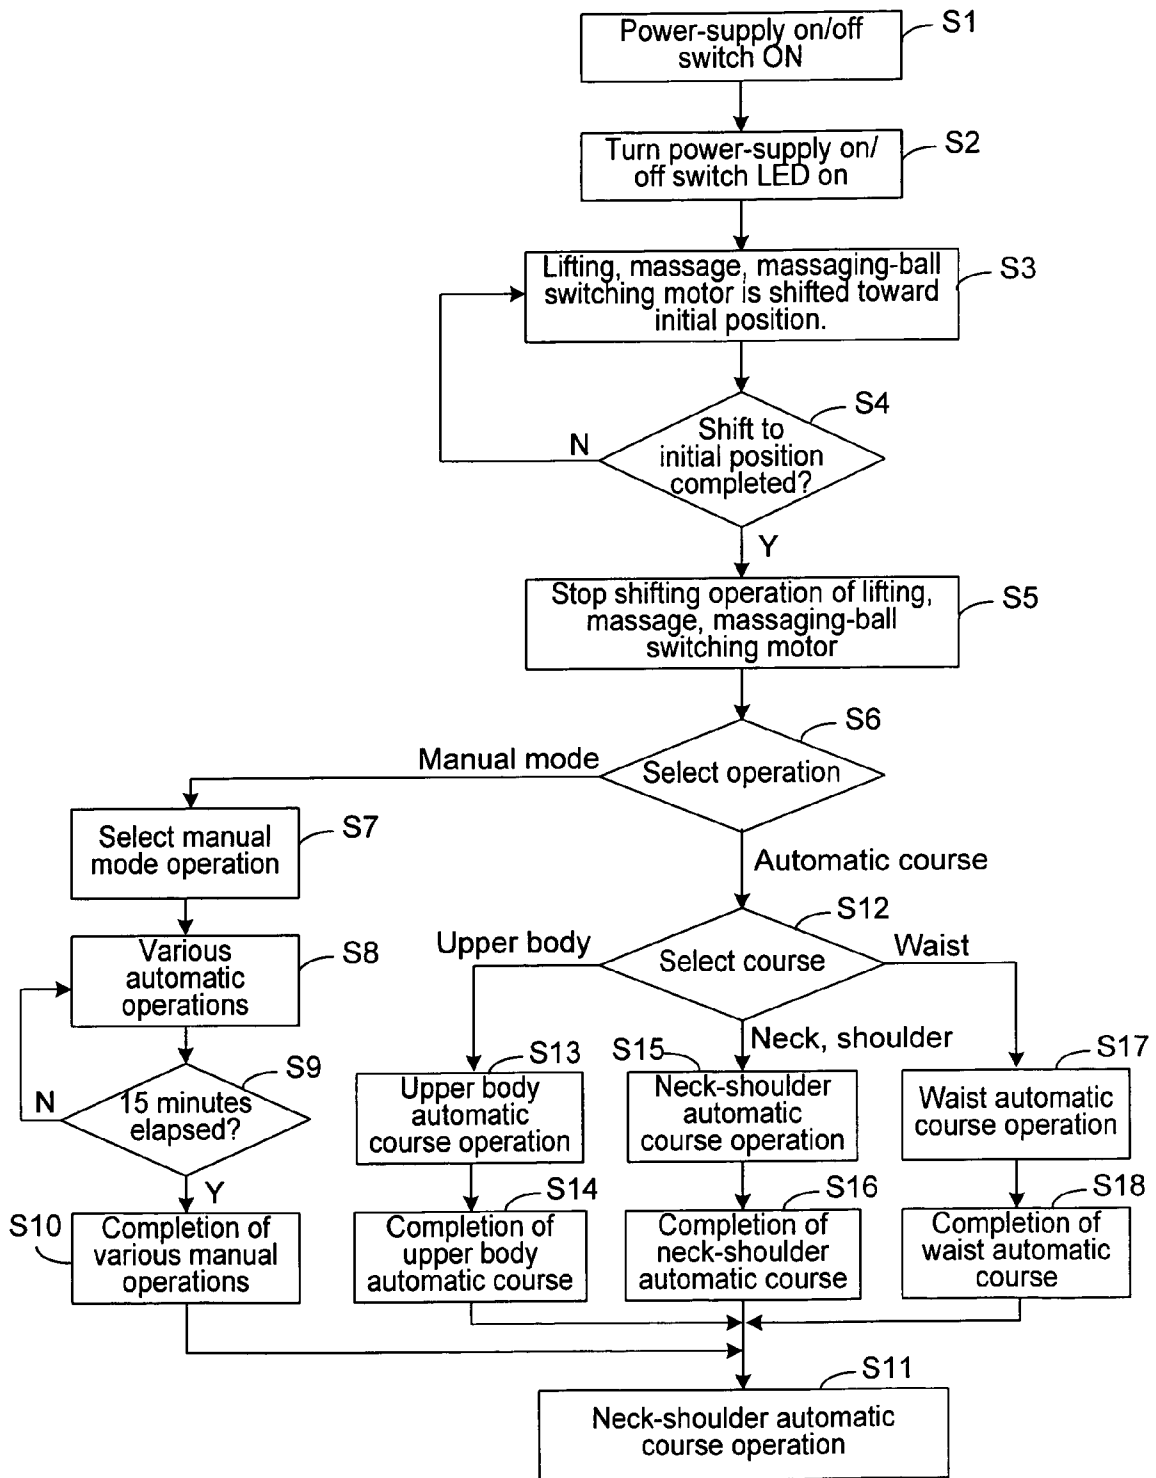 Power-supply on/off
switch ON
S1
Turn power-supply on/
off switch LED on
S2
Lifting, massage, massaging-ball
switching motor is shifted toward
initial position.
S3
S4
Shift to
initial position
completed?
N
Y
Stop shifting operation of lifting,
massage, massaging-ball
switching motor
S5
S6
Select operation
Manual mode
Automatic course
Select manual
mode operation
S7
Various
automatic
operations
S8
S9
15 minutes
elapsed?
N
Y
S10
Completion of
various manual
operations
S12
Select course
Upper body
Neck, shoulder
Waist
S13
Upper body
automatic
course operation
S14
Completion of
upper body
automatic course
S15
Neck-shoulder
automatic
course operation
S16
Completion of
neck-shoulder
automatic course
S17
Waist automatic
course operation
S18
Completion of
waist automatic
course
S11
Neck-shoulder automatic
course operation